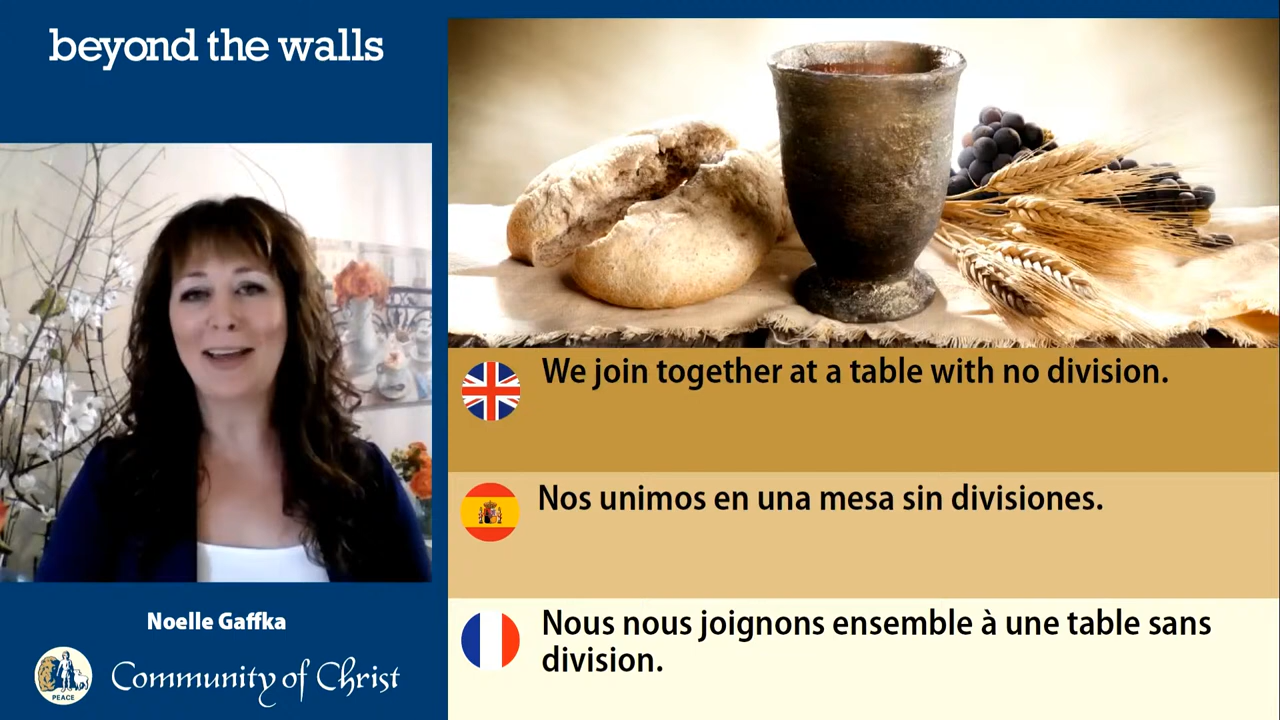 beyond the walls
We join together at a table with no division.
Nos unimos en una mesa sin divisiones.
Nous nous joignons ensemble à une table sans
division.
Noelle Gaffka
PEACE
Community of Christ